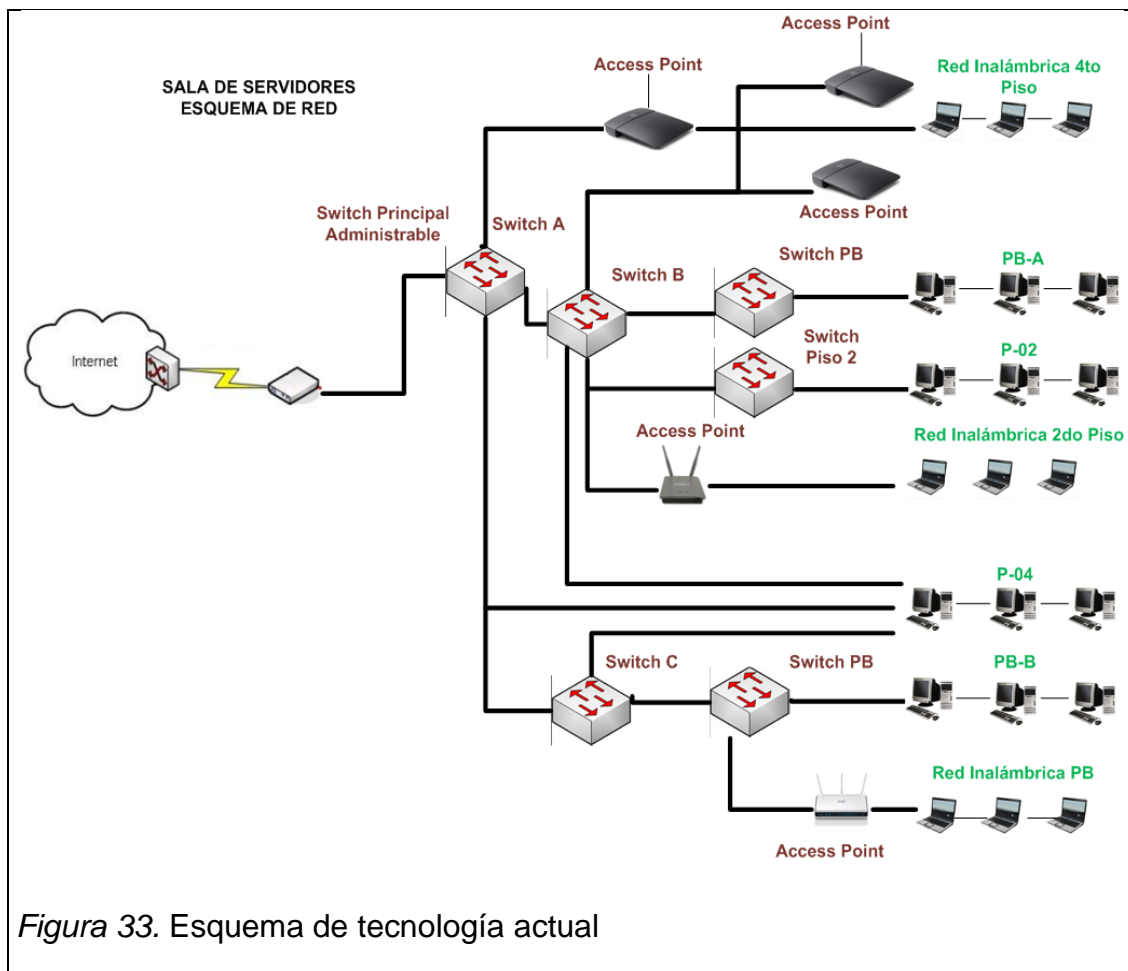 SALA DE SERVIDORES
ESQUEMA DE RED
Access Point
Access Point
Red Inalámbrica 4to
Piso
Access Point
Switch Principal
Administrable
Switch A
Switch B
Switch PB
PB-A
Internet
Switch
Piso 2
P-02
Access Point
Red Inalámbrica 2do Piso
P-04
Switch C
Switch PB
PB-B
Red Inalámbrica PB
Access Point
Figura 33. Esquema de tecnología actual